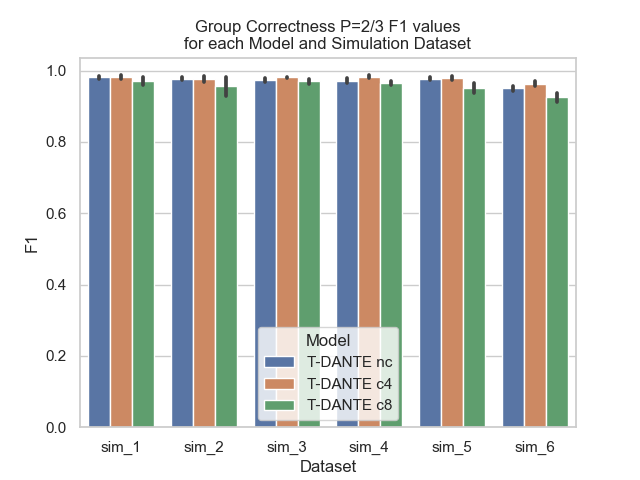 Group Correctness P=2/3 F1 values
for each Model and Simulation Dataset
1.0
0.8
0.6
0.4
0.2
0.0
F1
Model
T-DANTE nc
T-DANTE c4
T-DANTE c8
sim_1 sim_2 sim_3 sim_4 sim_5 sim_6
Dataset